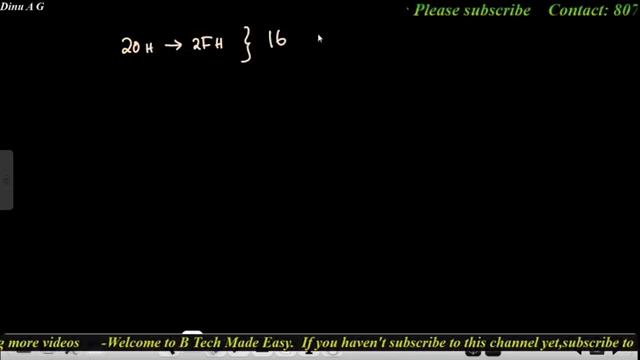 Dinu A G
Please subscribe Contact: 807
20H → 2FH } 16
g more videos -Welcome to B Tech Made Easy. If you haven't subscribe to this channel yet,subscribe to